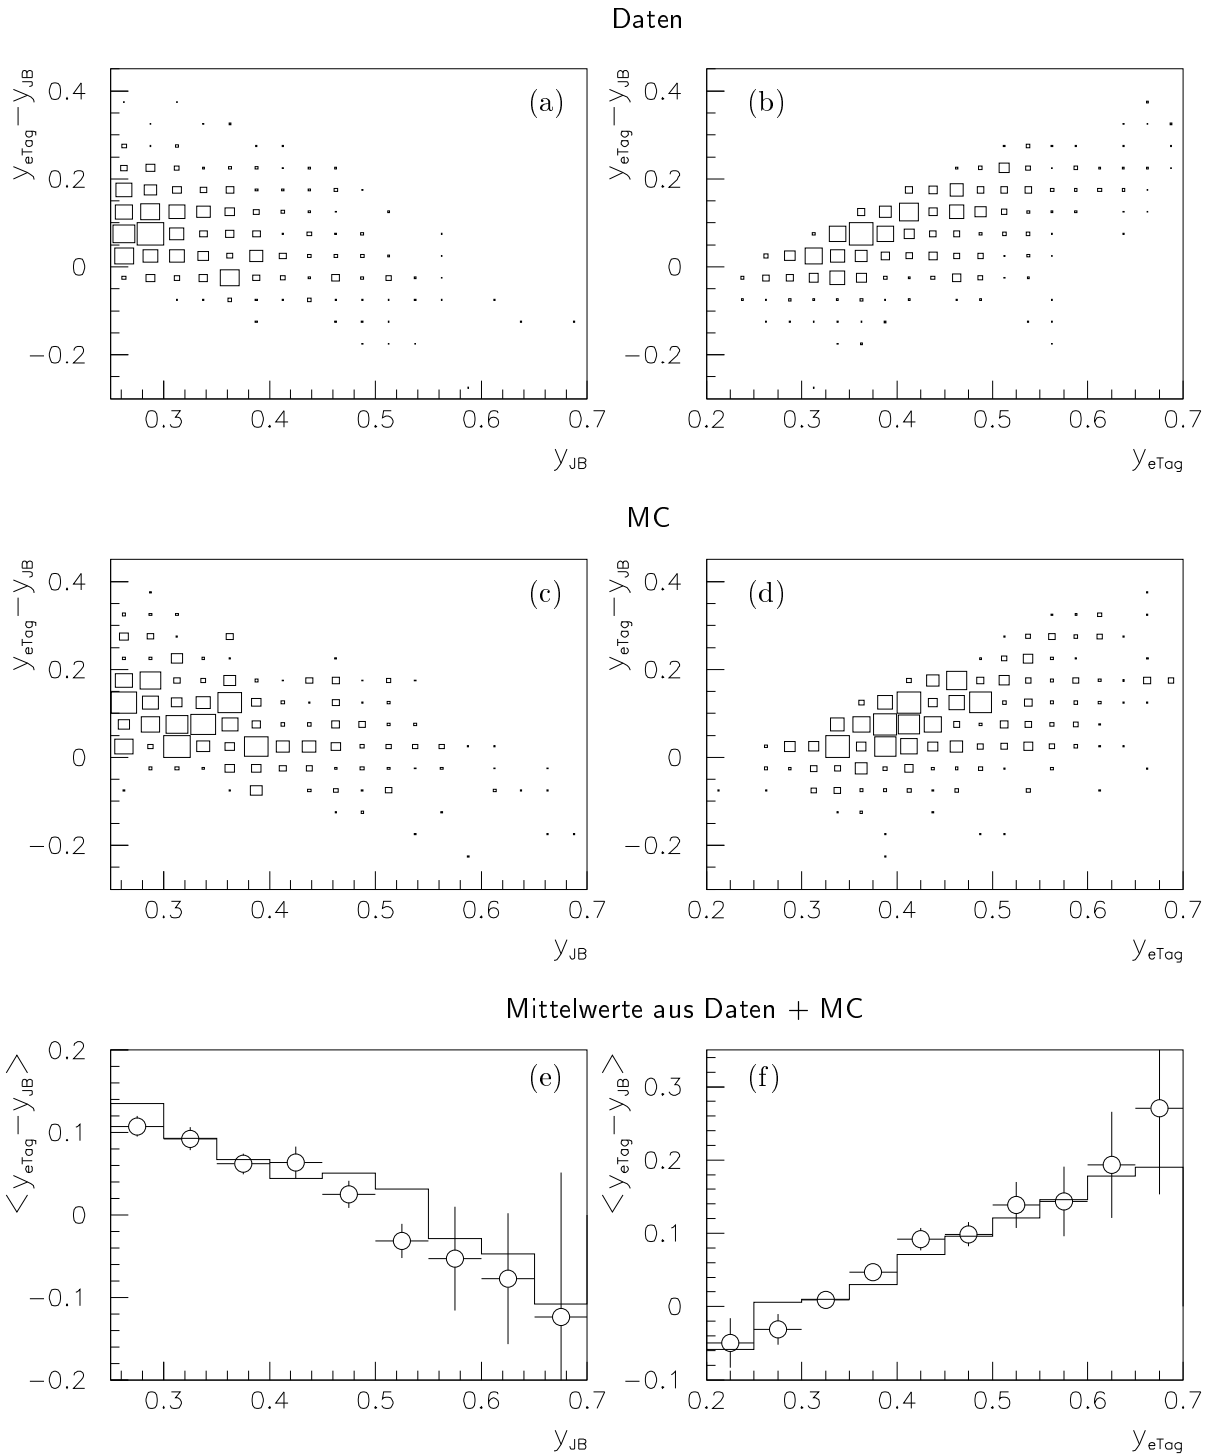 Daten
y_eTag−y_JB
0.4
0.2
0
−0.2
(a)
0.3 0.4 0.5 0.6 0.7
y_JB
y_eTag−y_JB
0.4
0.2
0
−0.2
(b)
0.2 0.3 0.4 0.5 0.6 0.7
y_eTag
MC
y_eTag−y_JB
0.4
0.2
0
−0.2
(c)
0.3 0.4 0.5 0.6 0.7
y_JB
y_eTag−y_JB
0.4
0.2
0
−0.2
(d)
0.2 0.3 0.4 0.5 0.6 0.7
y_eTag
Mittelwerte aus Daten + MC
<y_eTag−y_JB>
0.2
0.1
0
−0.1
−0.2
(e)
0.3 0.4 0.5 0.6 0.7
y_JB
<y_eTag−y_JB>
0.3
0.2
0.1
0
−0.1
(f)
0.2 0.3 0.4 0.5 0.6 0.7
y_eTag